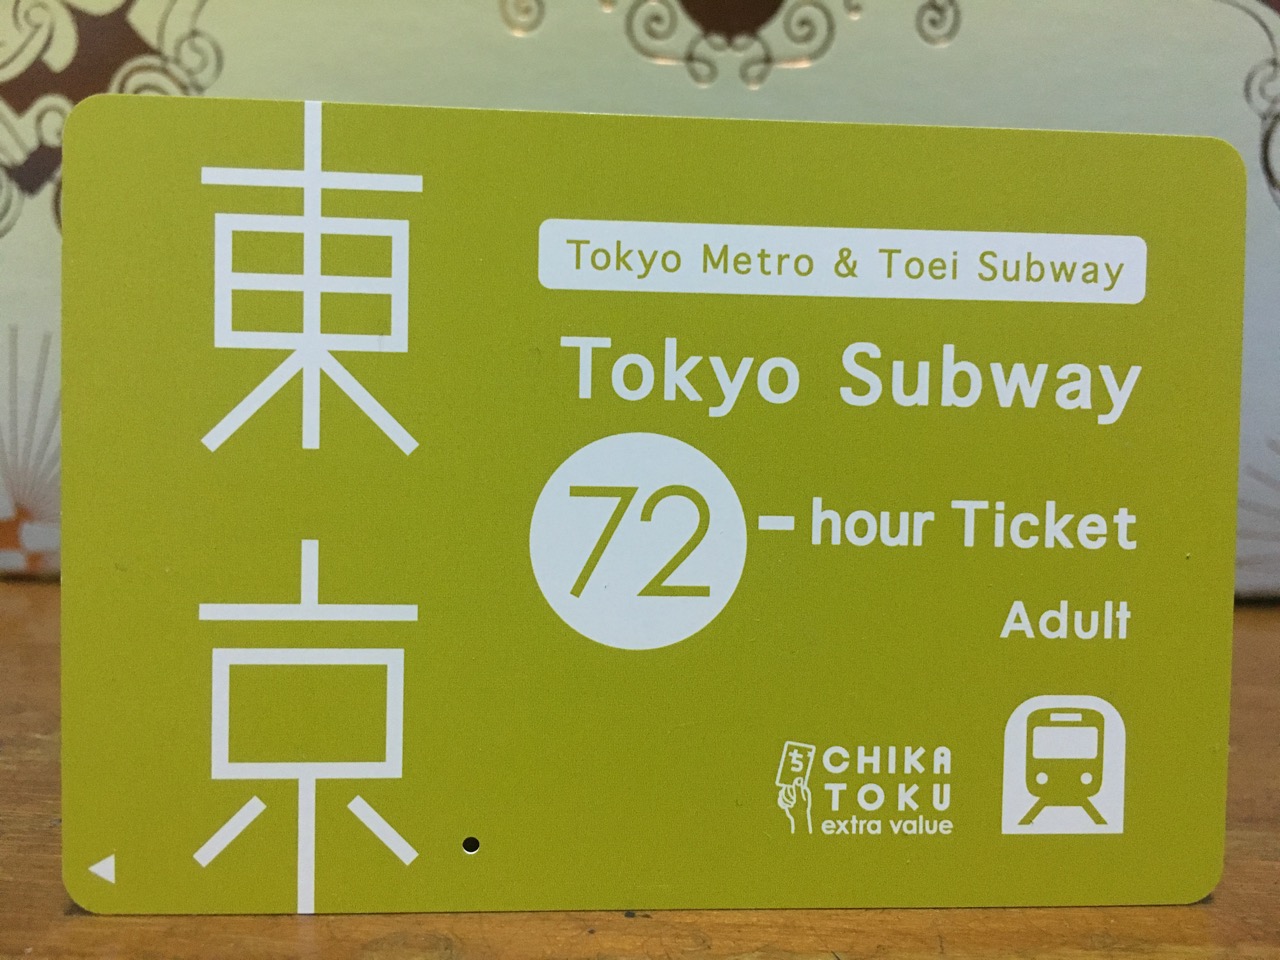 東京
Tokyo Metro & Toei Subway
Tokyo Subway
72-hour Ticket
Adult
ち
CHIKA
TOKU
extra value